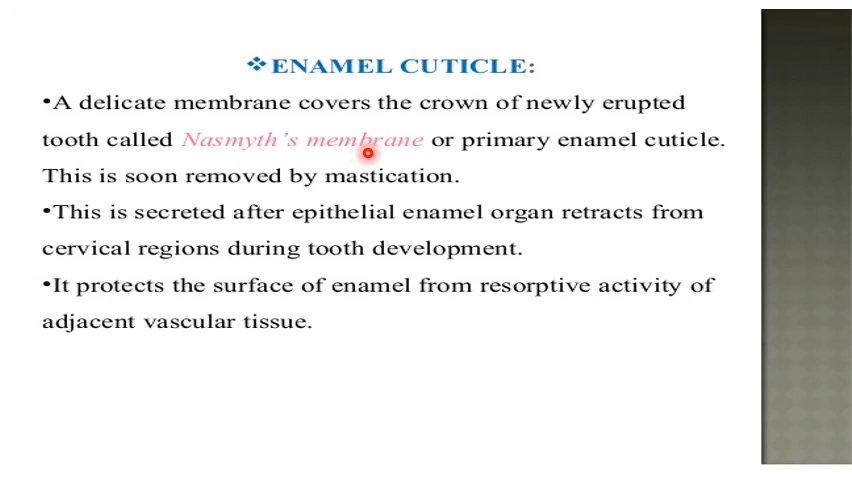 ❖ENAMEL CUTICLE:
•A delicate membrane covers the crown of newly erupted
tooth called Nasmyth's membrane or primary enamel cuticle.
This is soon removed by mastication.
•This is secreted after epithelial enamel organ retracts from
cervical regions during tooth development.
•It protects the surface of enamel from resorptive activity of
adjacent vascular tissue.